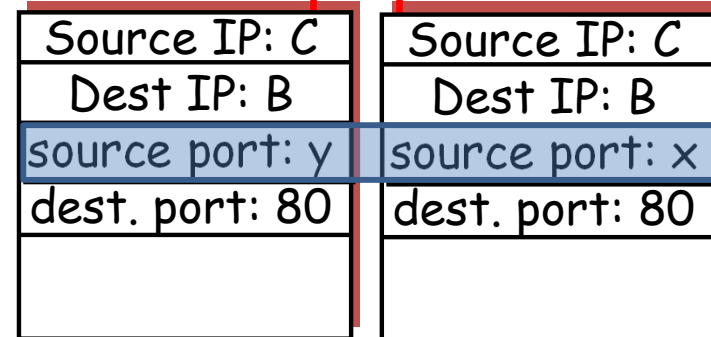 Source IP: C
Dest IP: B
source port: y
dest. port: 80
Source IP: C
Dest IP: B
source port: x
dest. port: 80